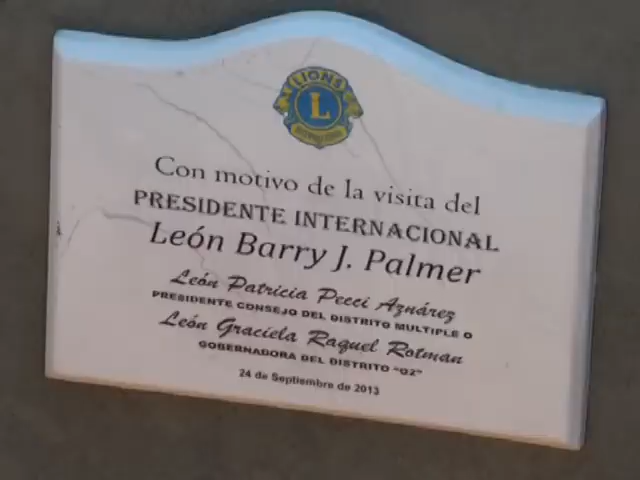 LIONS
L
INTERNATIONAL
Con motivo de la visita del
PRESIDENTE INTERNACIONAL
León Barry J. Palmer
León Patricia Pecci Aznárez
PRESIDENTE CONSEJO DEL DISTRITO MULTIPLE O
León Graciela Raquel Rotman
GOBERNADORA DEL DISTRITO "O2"
24 de Septiembre de 2013